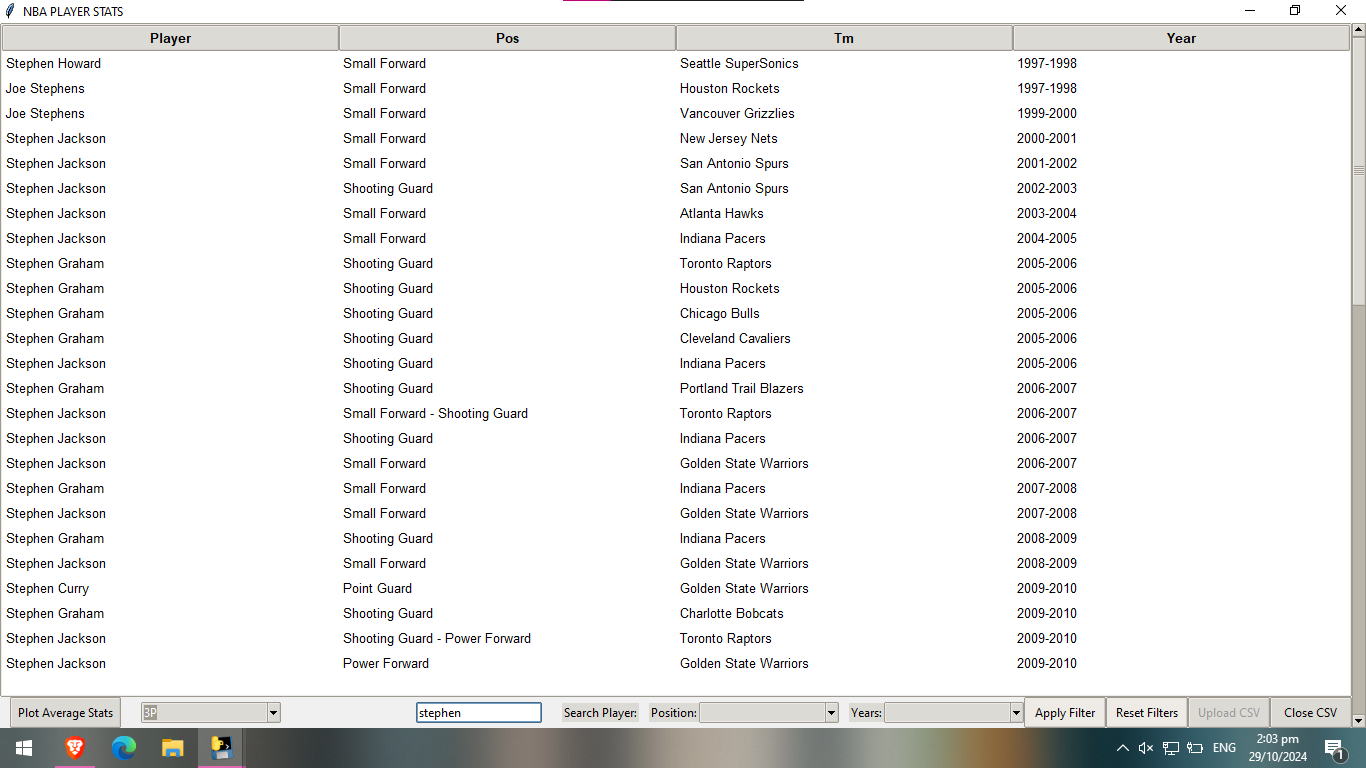 NBA PLAYER STATS
Player Pos Tm Year
Stephen Howard Small Forward Seattle SuperSonics 1997-1998
Joe Stephens Small Forward Houston Rockets 1997-1998
Joe Stephens Small Forward Vancouver Grizzlies 1999-2000
Stephen Jackson Small Forward New Jersey Nets 2000-2001
Stephen Jackson Small Forward San Antonio Spurs 2001-2002
Stephen Jackson Shooting Guard San Antonio Spurs 2002-2003
Stephen Jackson Small Forward Atlanta Hawks 2003-2004
Stephen Jackson Small Forward Indiana Pacers 2004-2005
Stephen Graham Shooting Guard Toronto Raptors 2005-2006
Stephen Graham Shooting Guard Houston Rockets 2005-2006
Stephen Graham Shooting Guard Chicago Bulls 2005-2006
Stephen Graham Shooting Guard Cleveland Cavaliers 2005-2006
Stephen Jackson Shooting Guard Indiana Pacers 2005-2006
Stephen Graham Shooting Guard Portland Trail Blazers 2006-2007
Stephen Jackson Small Forward - Shooting Guard Toronto Raptors 2006-2007
Stephen Jackson Shooting Guard Indiana Pacers 2006-2007
Stephen Jackson Small Forward Golden State Warriors 2006-2007
Stephen Graham Small Forward Indiana Pacers 2007-2008
Stephen Jackson Small Forward Golden State Warriors 2007-2008
Stephen Graham Shooting Guard Indiana Pacers 2008-2009
Stephen Jackson Small Forward Golden State Warriors 2008-2009
Stephen Curry Point Guard Golden State Warriors 2009-2010
Stephen Graham Shooting Guard Charlotte Bobcats 2009-2010
Stephen Jackson Shooting Guard - Power Forward Toronto Raptors 2009-2010
Stephen Jackson Power Forward Golden State Warriors 2009-2010
Plot Average Stats 3P stephen Search Player: Position: Years: Apply Filter Reset Filters Upload CSV Close CSV
ENG 2:03 pm
29/10/2024 1